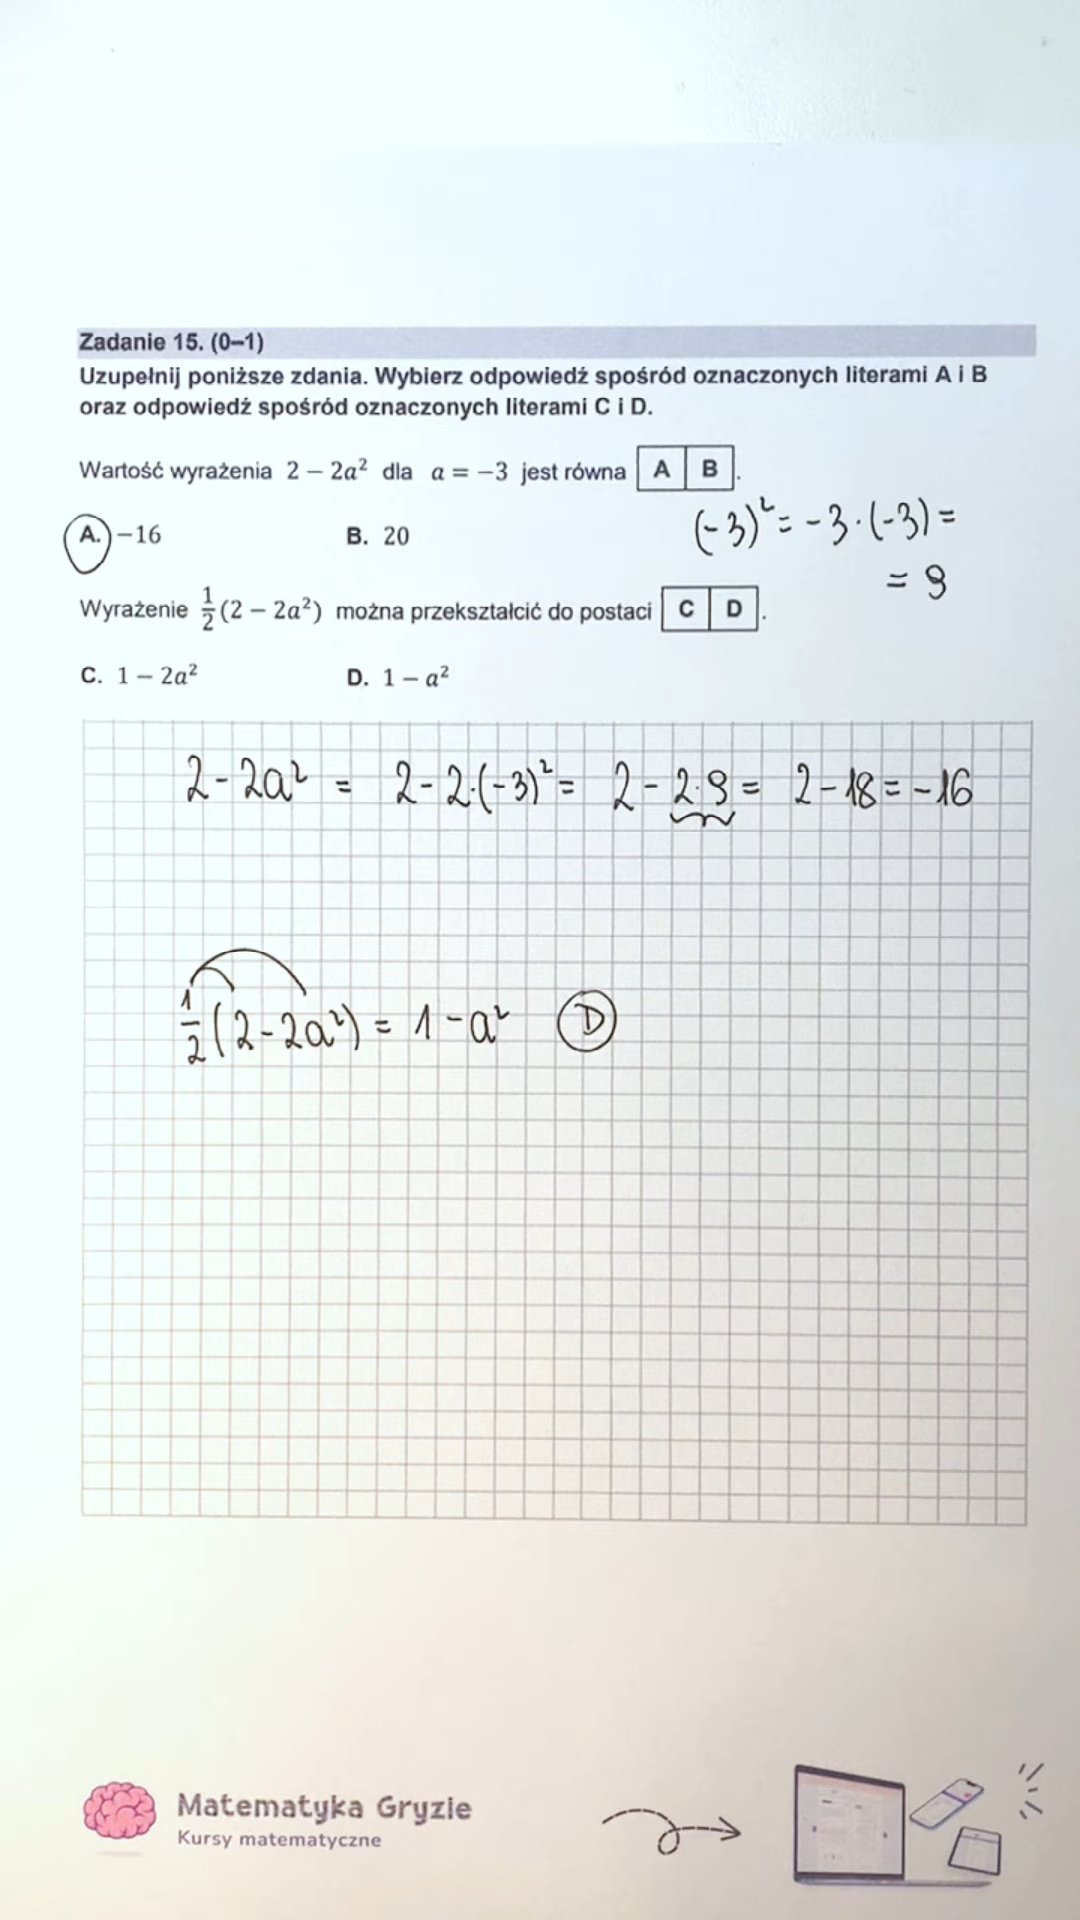 Zadanie 15. (0–1)
Uzupełnij poniższe zdania. Wybierz odpowiedź spośród oznaczonych literami A i B
oraz odpowiedź spośród oznaczonych literami C i D.
Wartość wyrażenia 2 − 2a² dla a = −3 jest równa A B .
(-3)² = -3·(-3) =
A. −16 B. 20
= 9
Wyrażenie 1/2(2 − 2a²) można przekształcić do postaci C D .
C. 1 − 2a² D. 1 − a²
2-2a² = 2-2·(-3)² = 2-2·9 = 2-18 = -16
1/2(2-2a²) = 1-a² D
Matematyka Gryzie
Kursy matematyczne